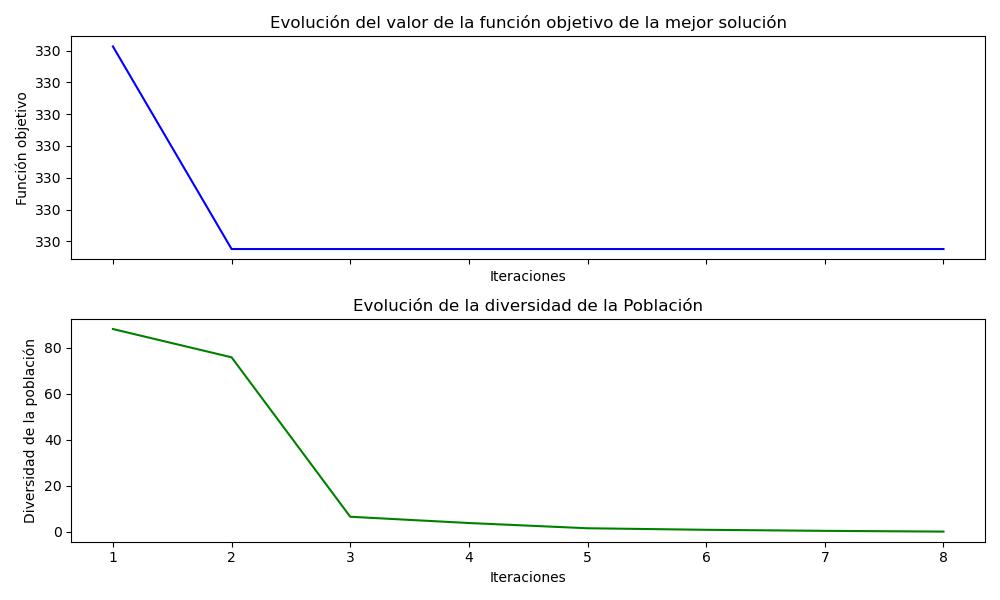 Evolución del valor de la función objetivo de la mejor solución
330
330
330
330
330
330
330
Función objetivo
Iteraciones
Evolución de la diversidad de la Población
80
60
40
20
0
Diversidad de la población
1 2 3 4 5 6 7 8
Iteraciones